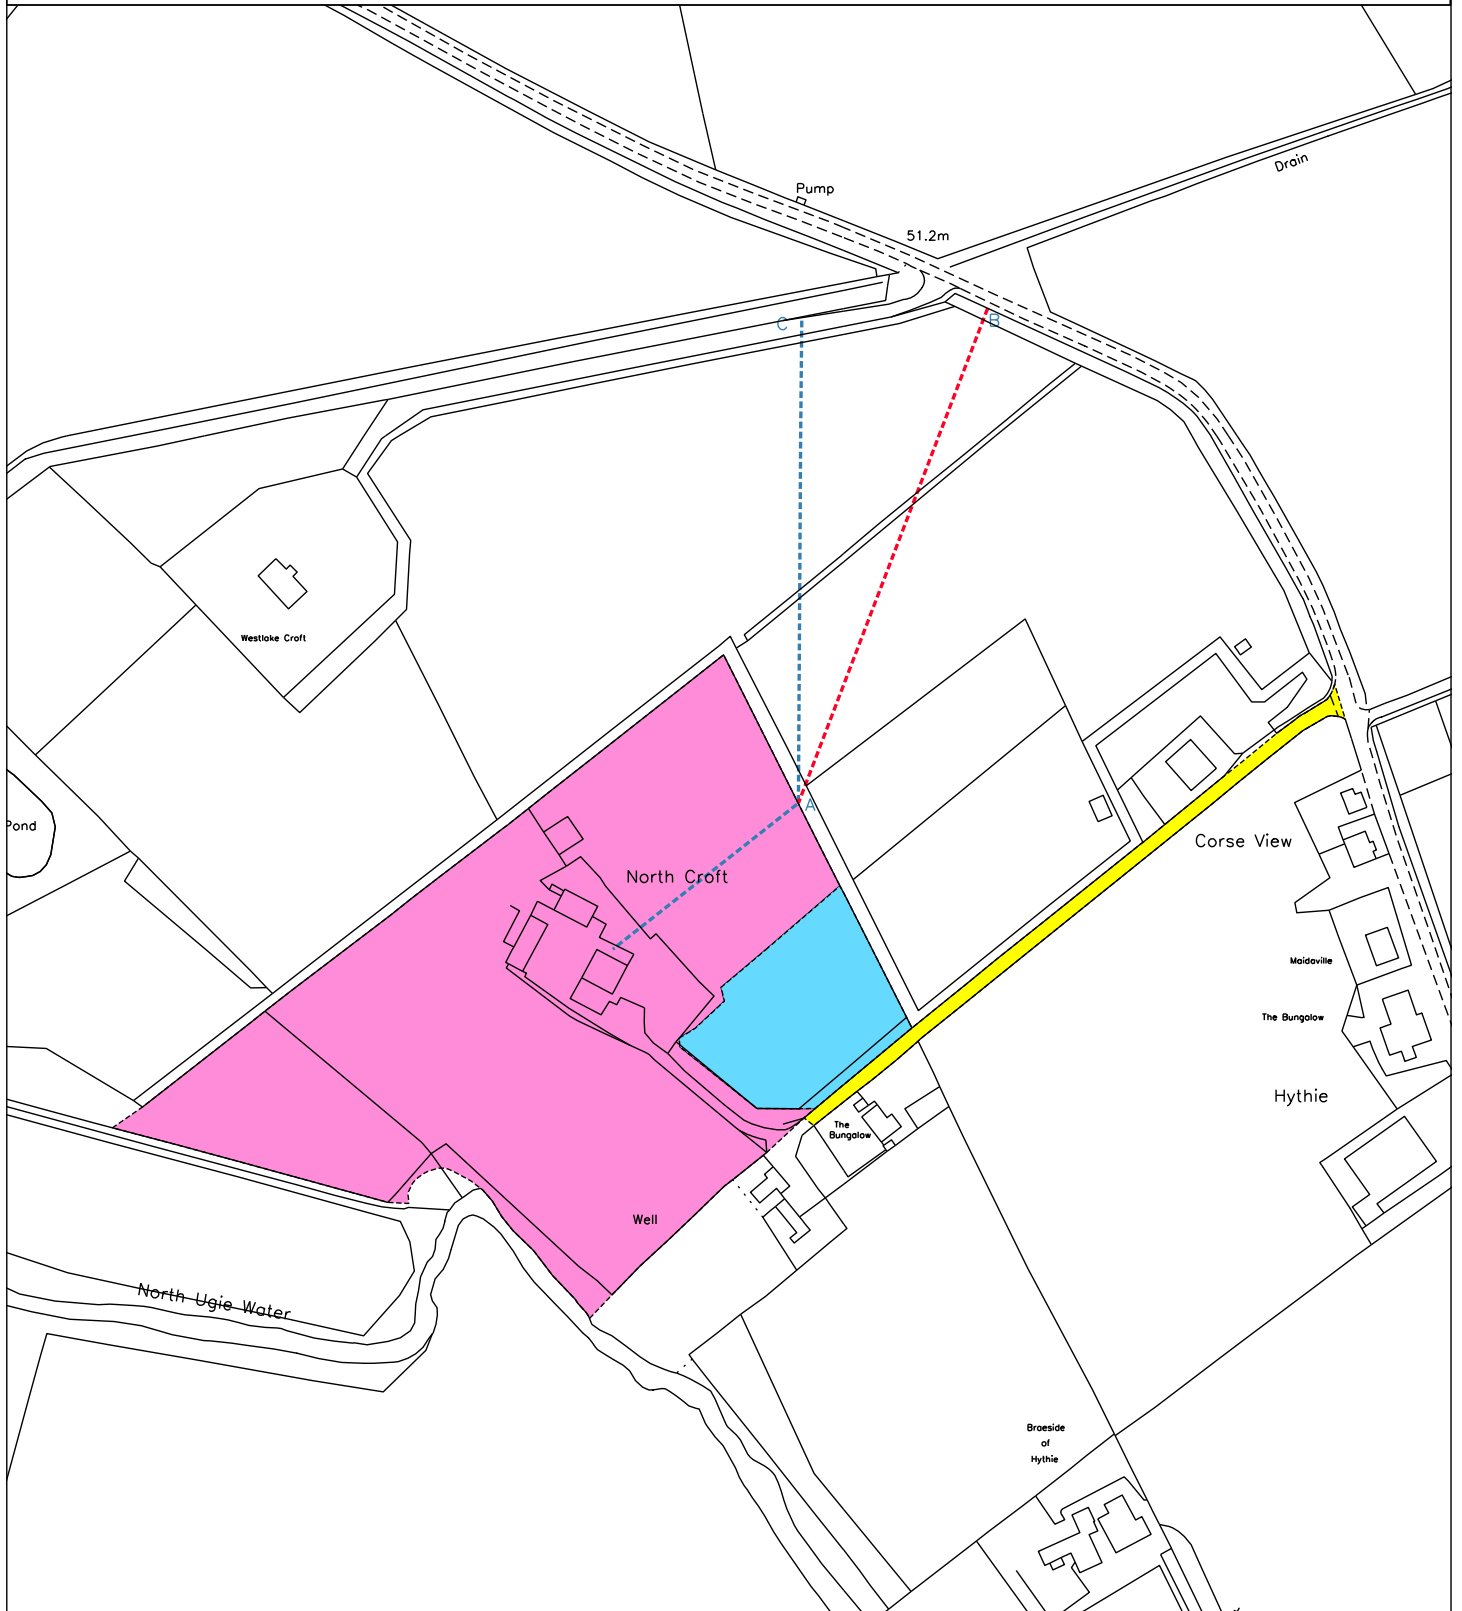 Drain
Pump
51.2m
C
B
Westlake Croft
A
Pond
Corse View
North Croft
Maidaville
The Bungalow
Hythie
The
Bungalow
Well
North Ugie Water
Braeside
of
Hythie